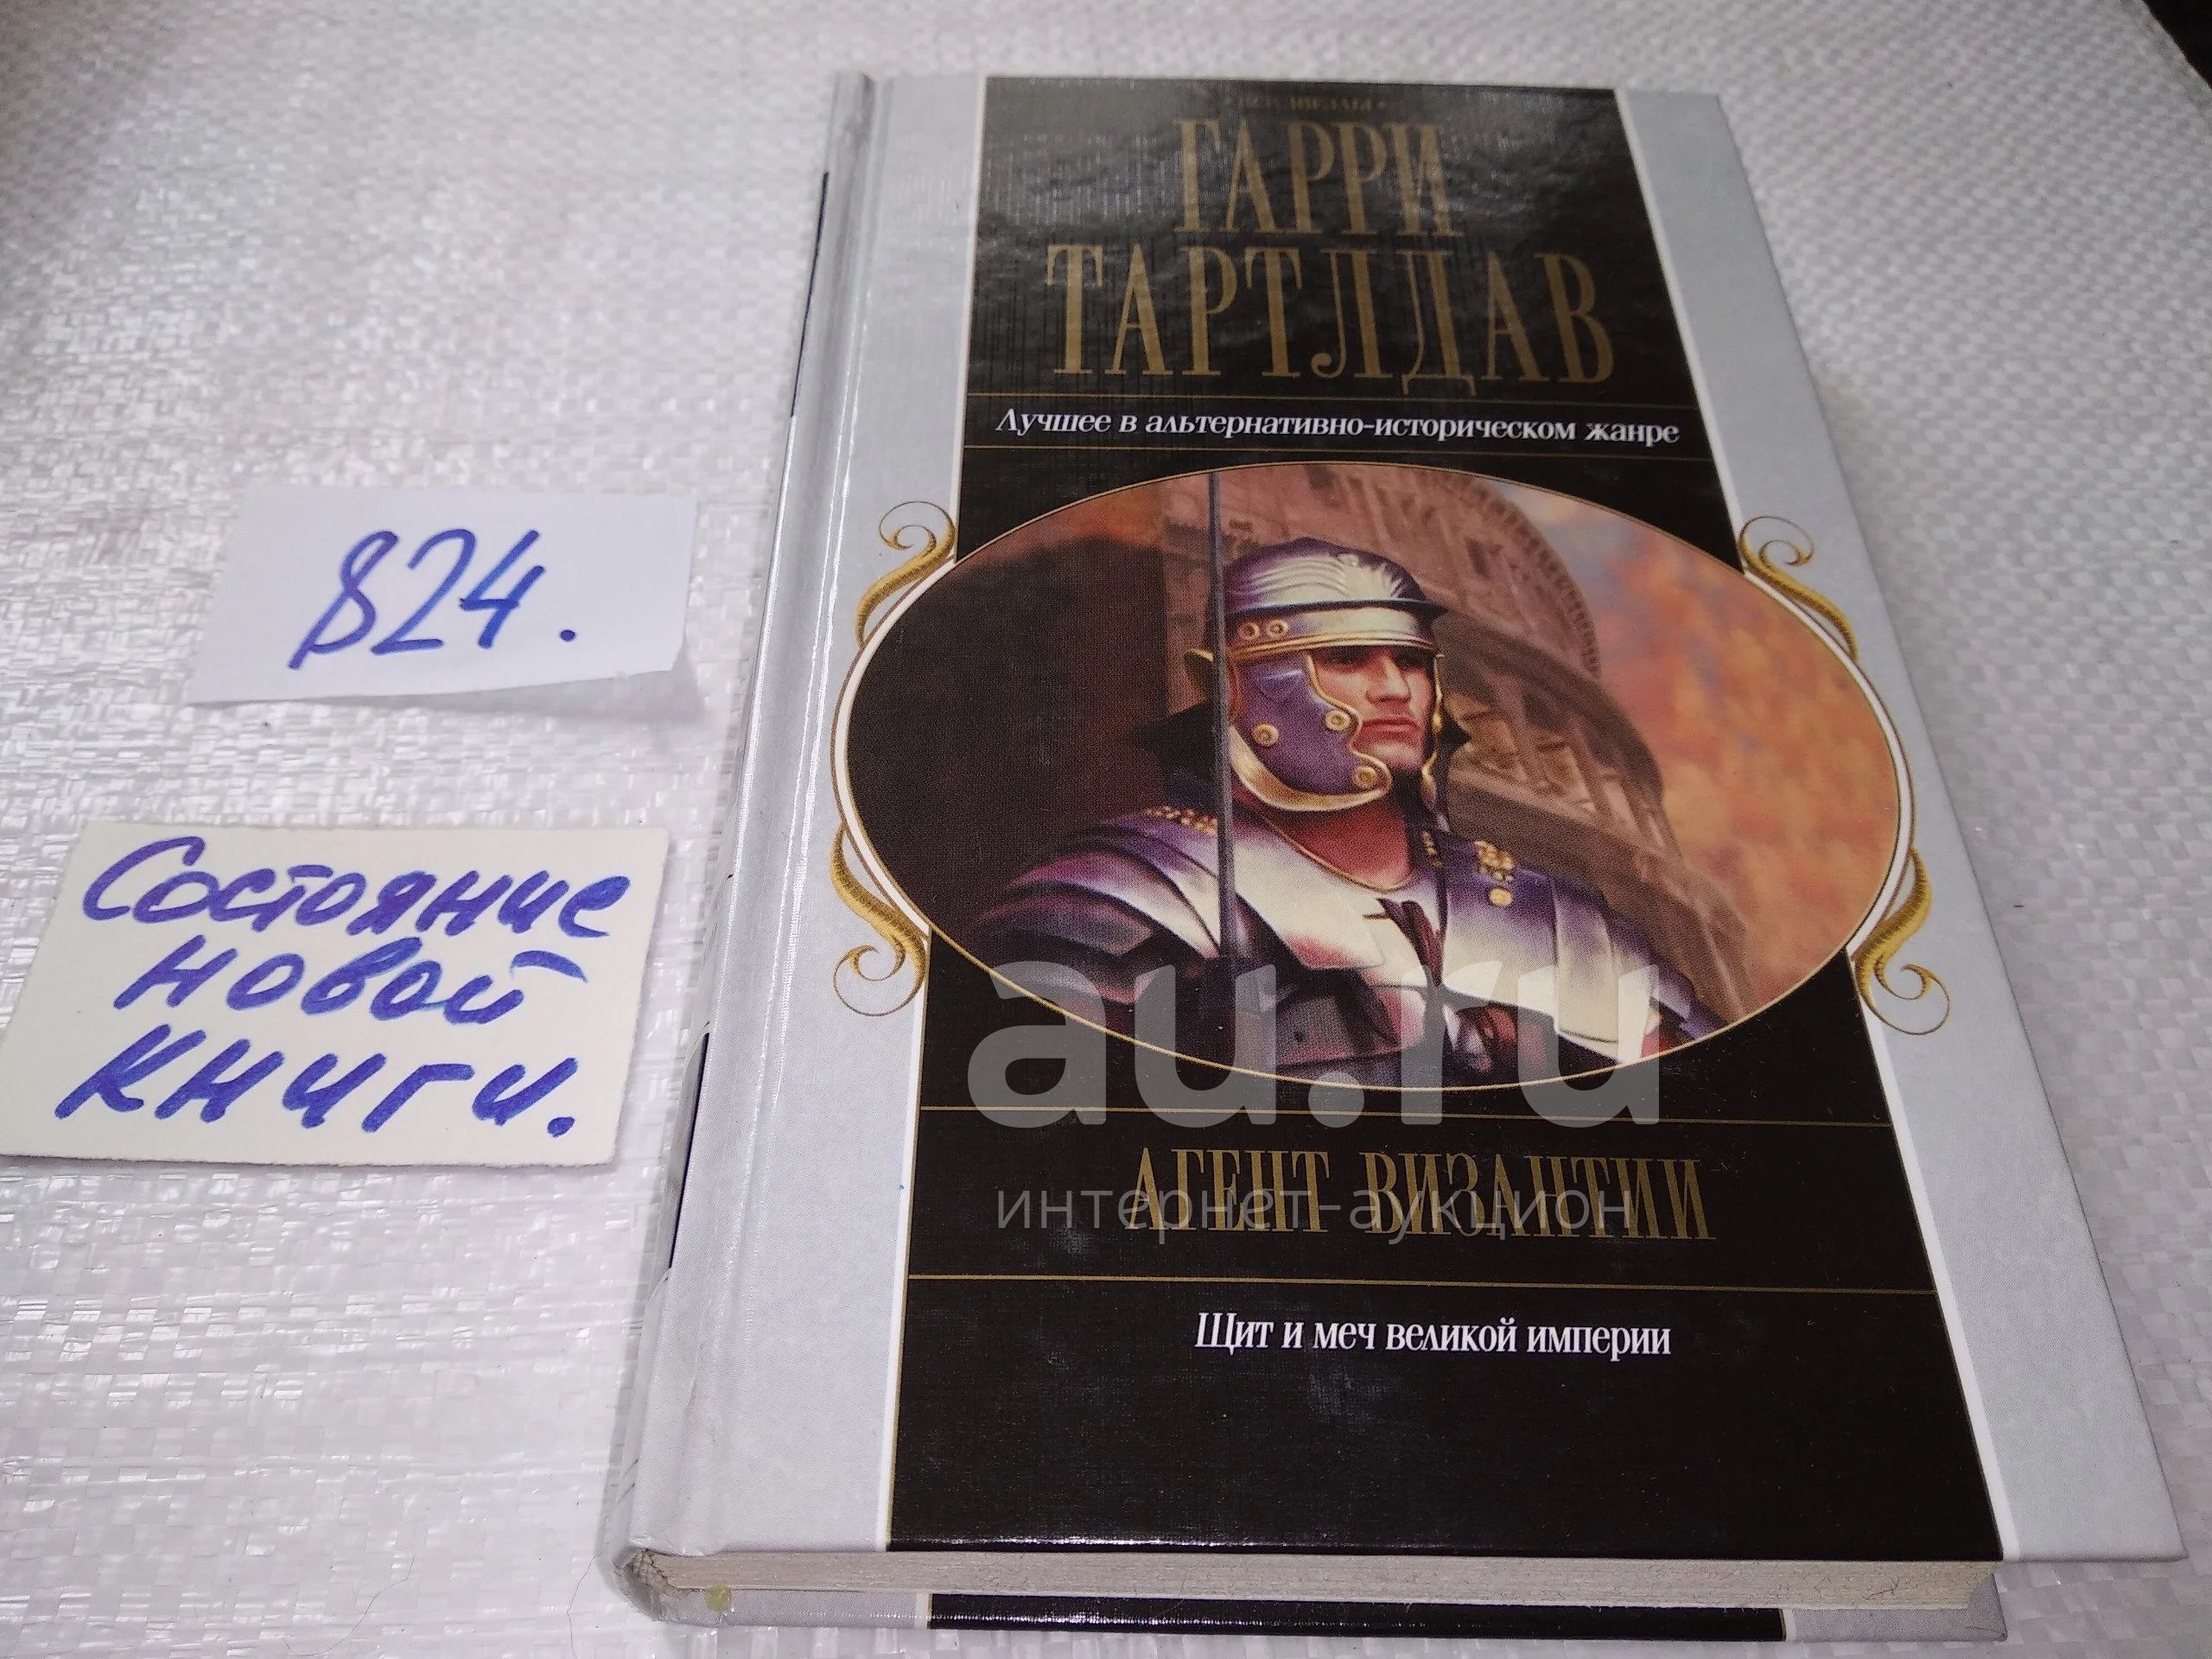 ГАРРИ
ТАРТЛДАВ
Лучшее в альтернативно-историческом жанре
824.
Состояние
новой
книги.
au.ru
интернет-аукцион
АГЕНТ ВИЗАНТИИ
Щит и меч великой империи